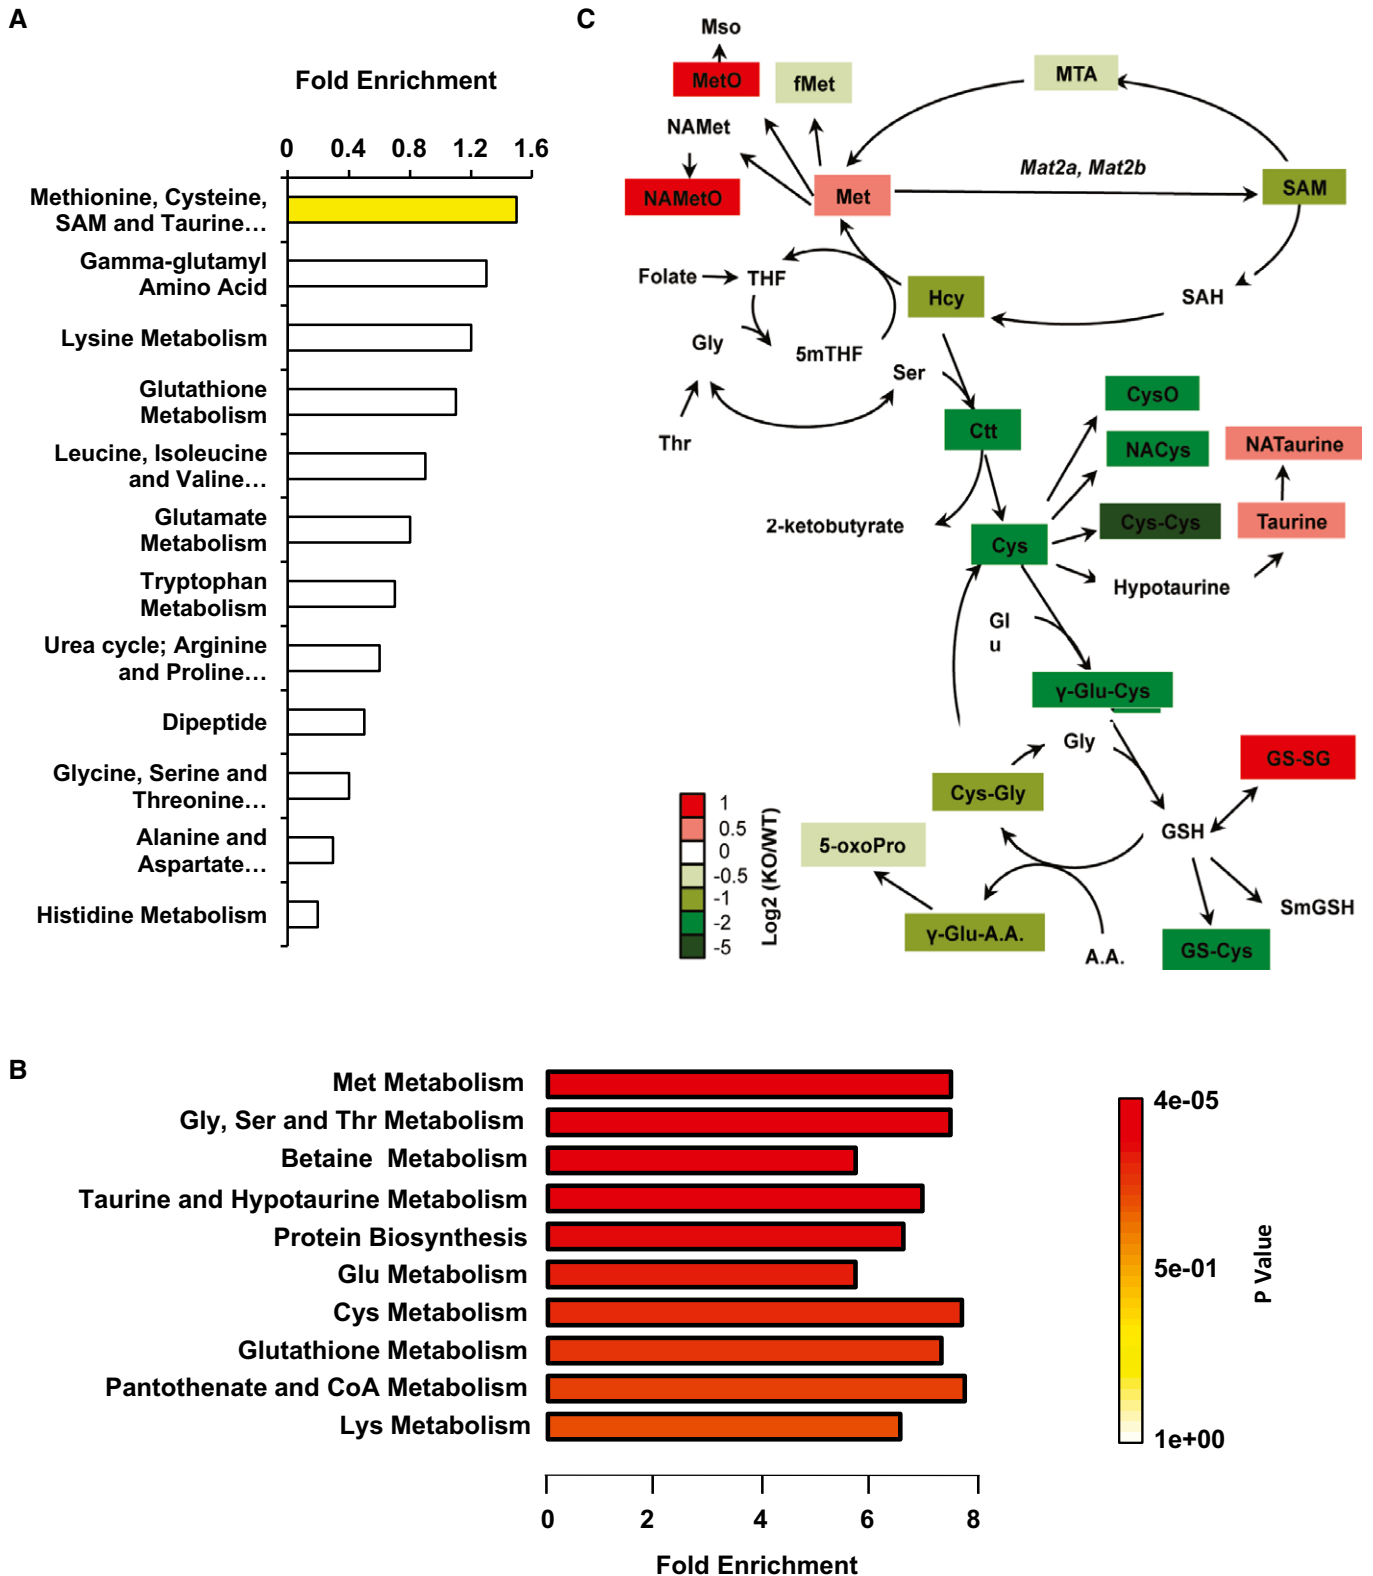 A
Fold Enrichment
0 0.4 0.8 1.2 1.6
Methionine, Cysteine,
SAM and Taurine…
Gamma-glutamyl
Amino Acid
Lysine Metabolism
Glutathione
Metabolism
Leucine, Isoleucine
and Valine…
Glutamate
Metabolism
Tryptophan
Metabolism
Urea cycle; Arginine
and Proline…
Dipeptide
Glycine, Serine and
Threonine…
Alanine and
Aspartate…
Histidine Metabolism
C
Mso
MetO
fMet
MTA
NAMet
NAMetO
Met
Mat2a, Mat2b
SAM
Folate
THF
Hcy
SAH
Gly
5mTHF
Ser
Thr
Ctt
CysO
NACys
NATaurine
2-ketobutyrate
Cys
Cys-Cys
Taurine
Hypotaurine
Gl
u
γ-Glu-Cys
Gly
GS-SG
Cys-Gly
GSH
5-oxoPro
SmGSH
γ-Glu-A.A.
A.A.
GS-Cys
1
0.5
0
-0.5
-1
-2
-5
Log2 (KO/WT)
B
Met Metabolism
Gly, Ser and Thr Metabolism
Betaine  Metabolism
Taurine and Hypotaurine Metabolism
Protein Biosynthesis
Glu Metabolism
Cys Metabolism
Glutathione Metabolism
Pantothenate and CoA Metabolism
Lys Metabolism
0 2 4 6 8
Fold Enrichment
4e-05
5e-01
1e+00
P Value